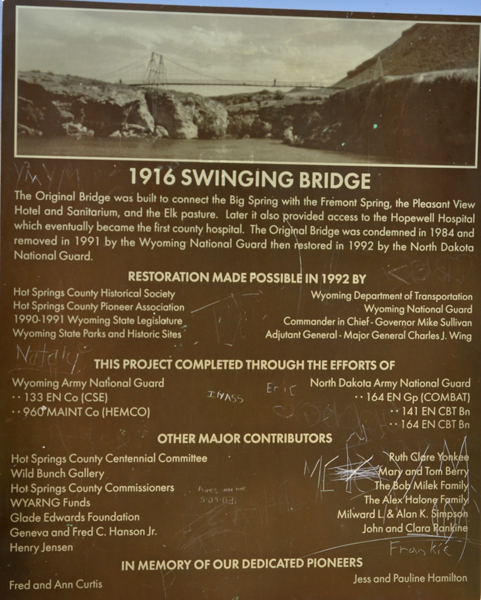 1916 SWINGING BRIDGE
The Original Bridge was built to connect the Big Spring with the Fremont Spring, the Pleasant View
Hotel and Sanitarium, and the Elk pasture. Later it also provided access to the Hopewell Hospital
which eventually became the first county hospital. The Original Bridge was condemned in 1984 and
removed in 1991 by the Wyoming National Guard then restored in 1992 by the North Dakota
National Guard.
RESTORATION MADE POSSIBLE IN 1992 BY
Hot Springs County Historical Society
Hot Springs County Pioneer Association
1990-1991 Wyoming State Legislature
Wyoming State Parks and Historic Sites
Wyoming Department of Transportation
Wyoming National Guard
Commander in Chief - Governor Mike Sullivan
Adjutant General - Major General Charles J. Wing
Nataly
THIS PROJECT COMPLETED THROUGH THE EFFORTS OF
Wyoming Army National Guard
·· 133 EN Co (CSE)
·· 960 MAINT Co (HEMCO)
Eric
North Dakota Army National Guard
·· 164 EN Gp (COMBAT)
·· 141 EN CBT Bn
·· 164 EN CBT Bn
OTHER MAJOR CONTRIBUTORS
Hot Springs County Centennial Committee
Wild Bunch Gallery
Hot Springs County Commissioners
WYARNG Funds
Glade Edwards Foundation
Geneva and Fred C. Hanson Jr.
Henry Jensen
Ruth Clare Yonkee
Mary and Tom Berry
The Bob Milek Family
The Alex Halone Family
Milward L. & Alan K. Simpson
John and Clara Rankine
Frankie
IN MEMORY OF OUR DEDICATED PIONEERS
Fred and Ann Curtis
Jess and Pauline Hamilton